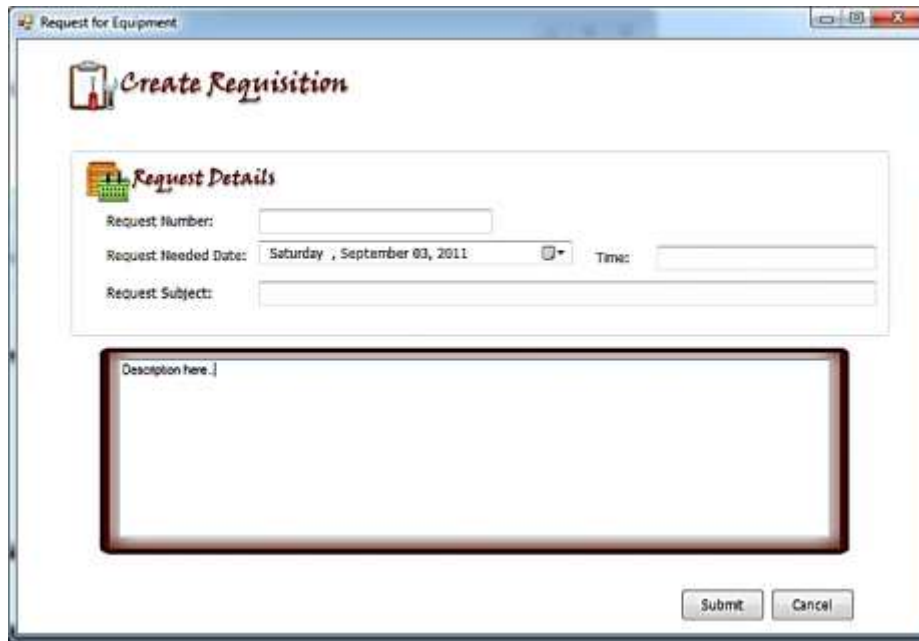 Request for Equipment
Create Requisition
Request Details
Request Number:
Request Needed Date: Saturday , September 03, 2011 Time:
Request Subject:
Description here..
Submit Cancel